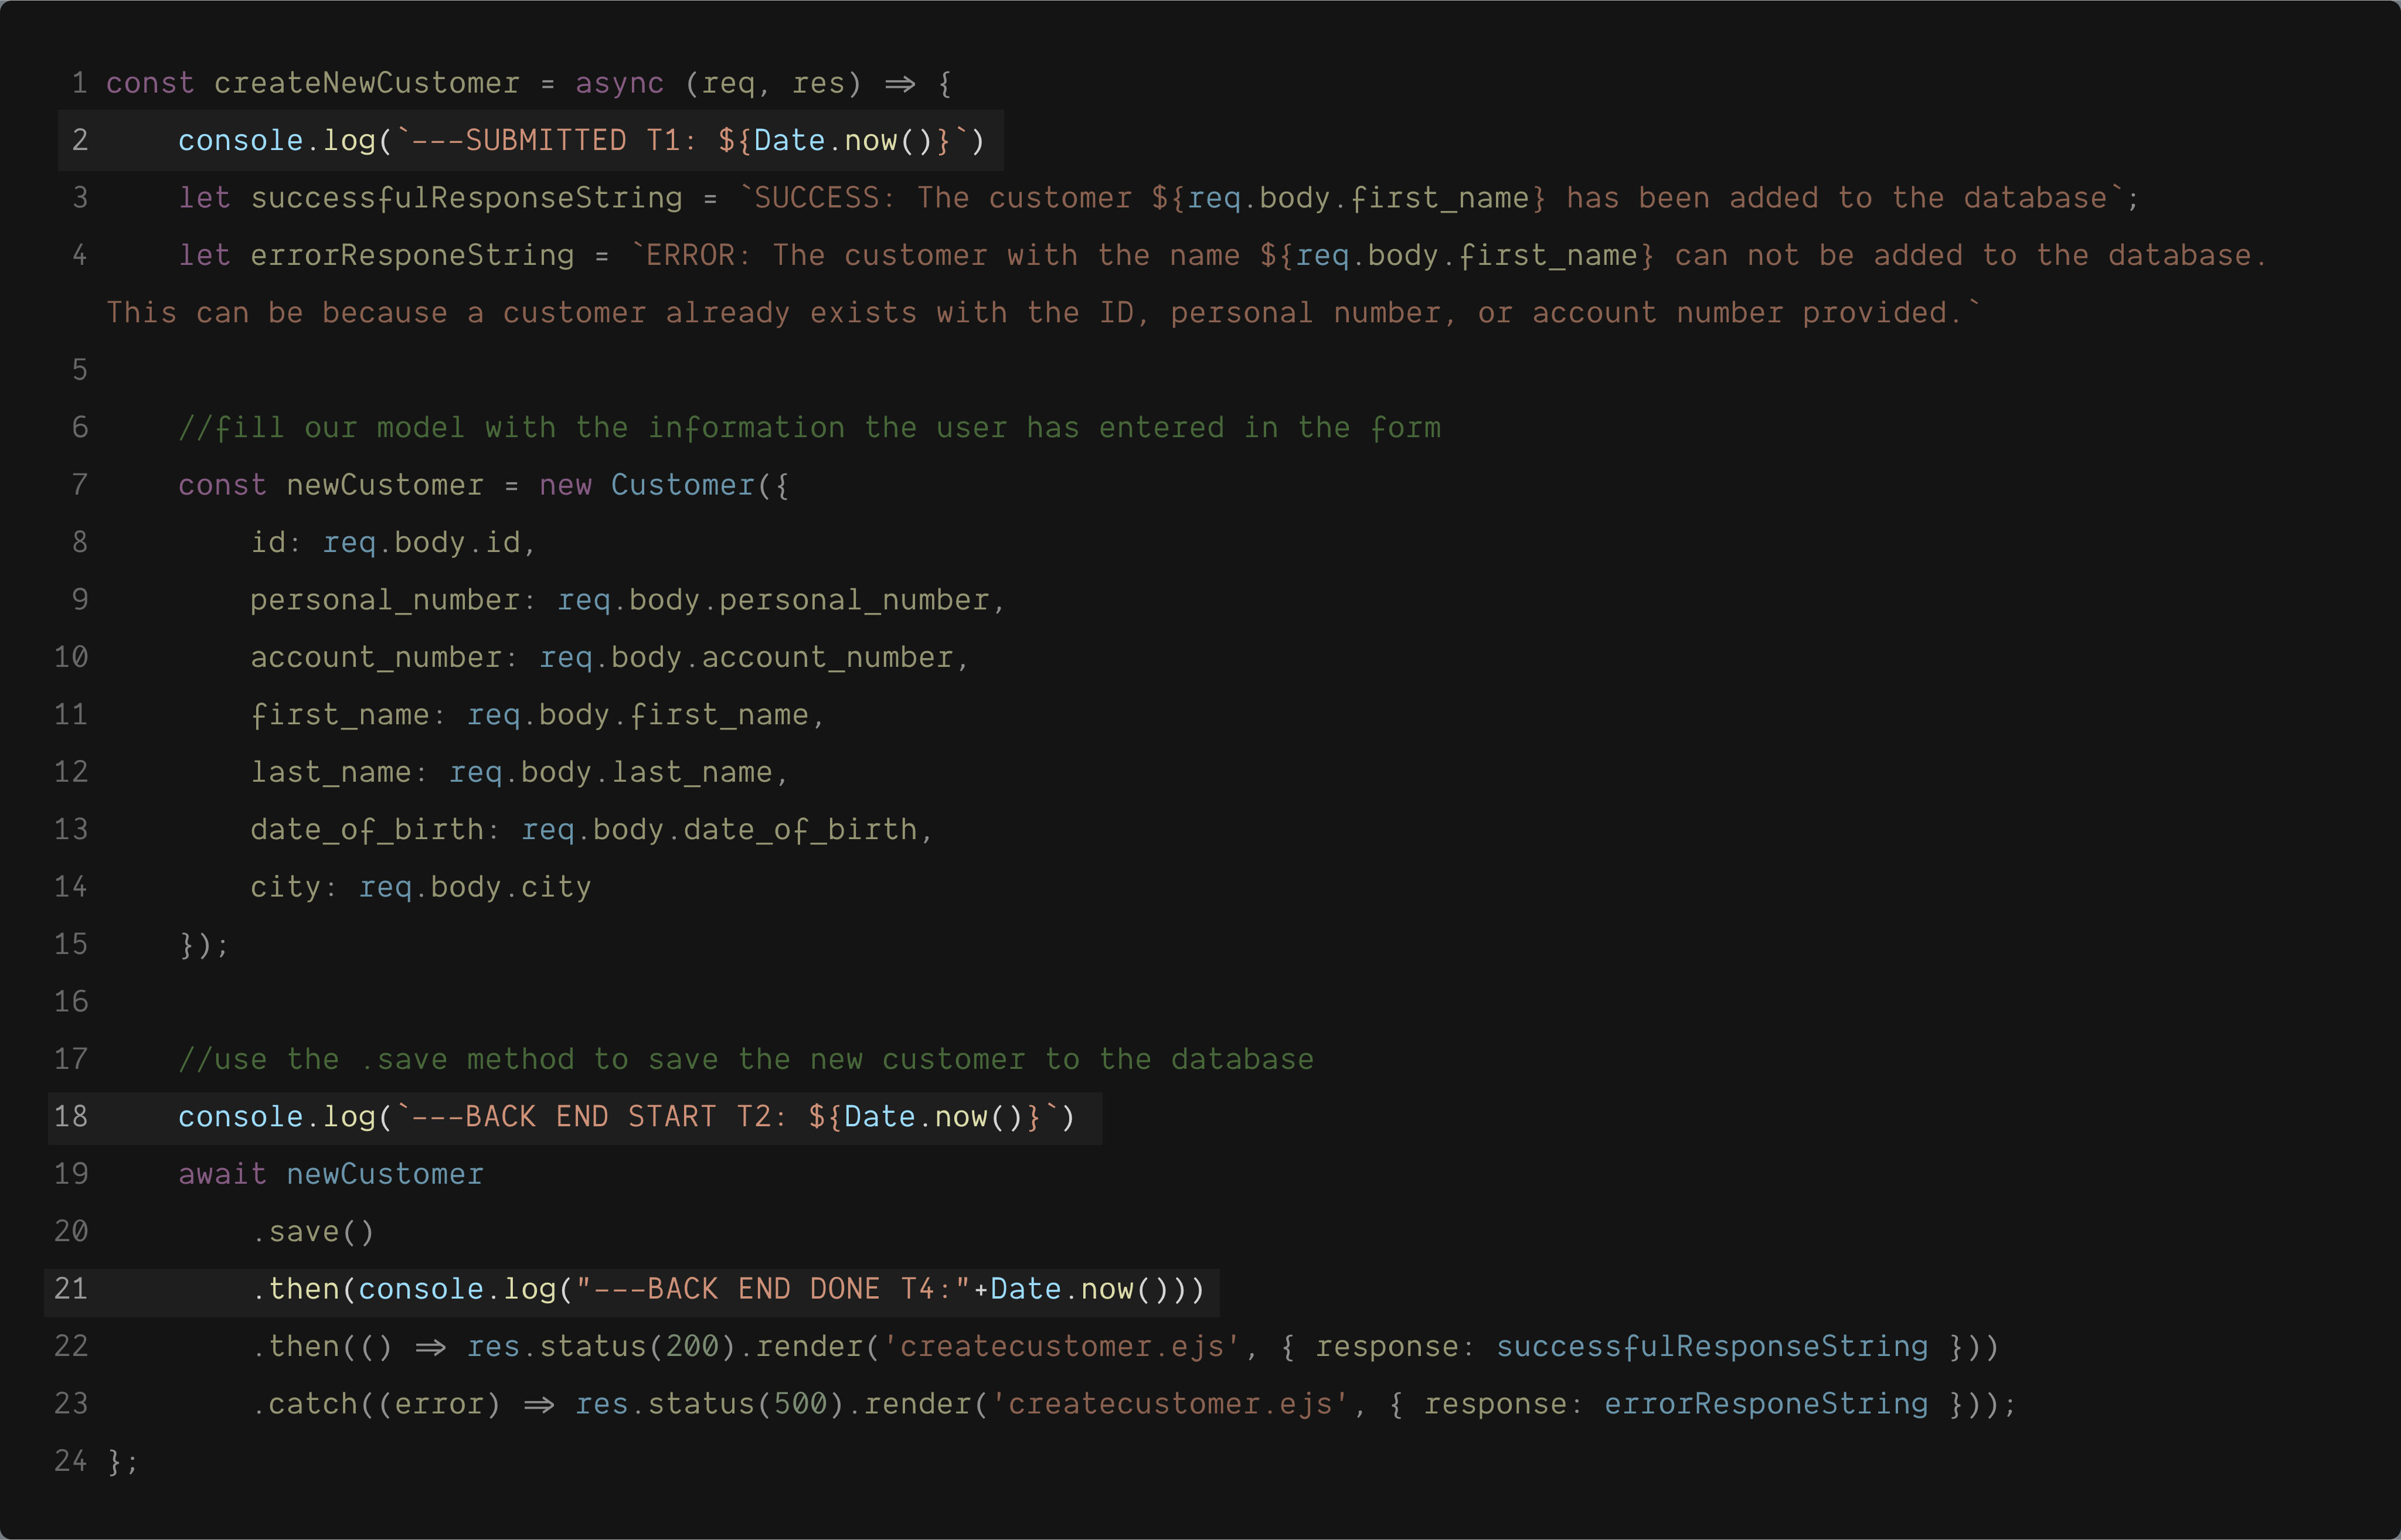 1 const createNewCustomer = async (req, res) => {
2     console.log(`---SUBMITTED T1: ${Date.now()}`)
3     let successfulResponseString = `SUCCESS: The customer ${req.body.first_name} has been added to the database`;
4     let errorResponeString = `ERROR: The customer with the name ${req.body.first_name} can not be added to the database.
This can be because a customer already exists with the ID, personal number, or account number provided.`
5
6     //fill our model with the information the user has entered in the form
7     const newCustomer = new Customer({
8         id: req.body.id,
9         personal_number: req.body.personal_number,
10         account_number: req.body.account_number,
11         first_name: req.body.first_name,
12         last_name: req.body.last_name,
13         date_of_birth: req.body.date_of_birth,
14         city: req.body.city
15     });
16
17     //use the .save method to save the new customer to the database
18     console.log(`---BACK END START T2: ${Date.now()}`)
19     await newCustomer
20         .save()
21         .then(console.log("---BACK END DONE T4:"+Date.now()))
22         .then(() => res.status(200).render('createcustomer.ejs', { response: successfulResponseString }))
23         .catch((error) => res.status(500).render('createcustomer.ejs', { response: errorResponeString }));
24 };